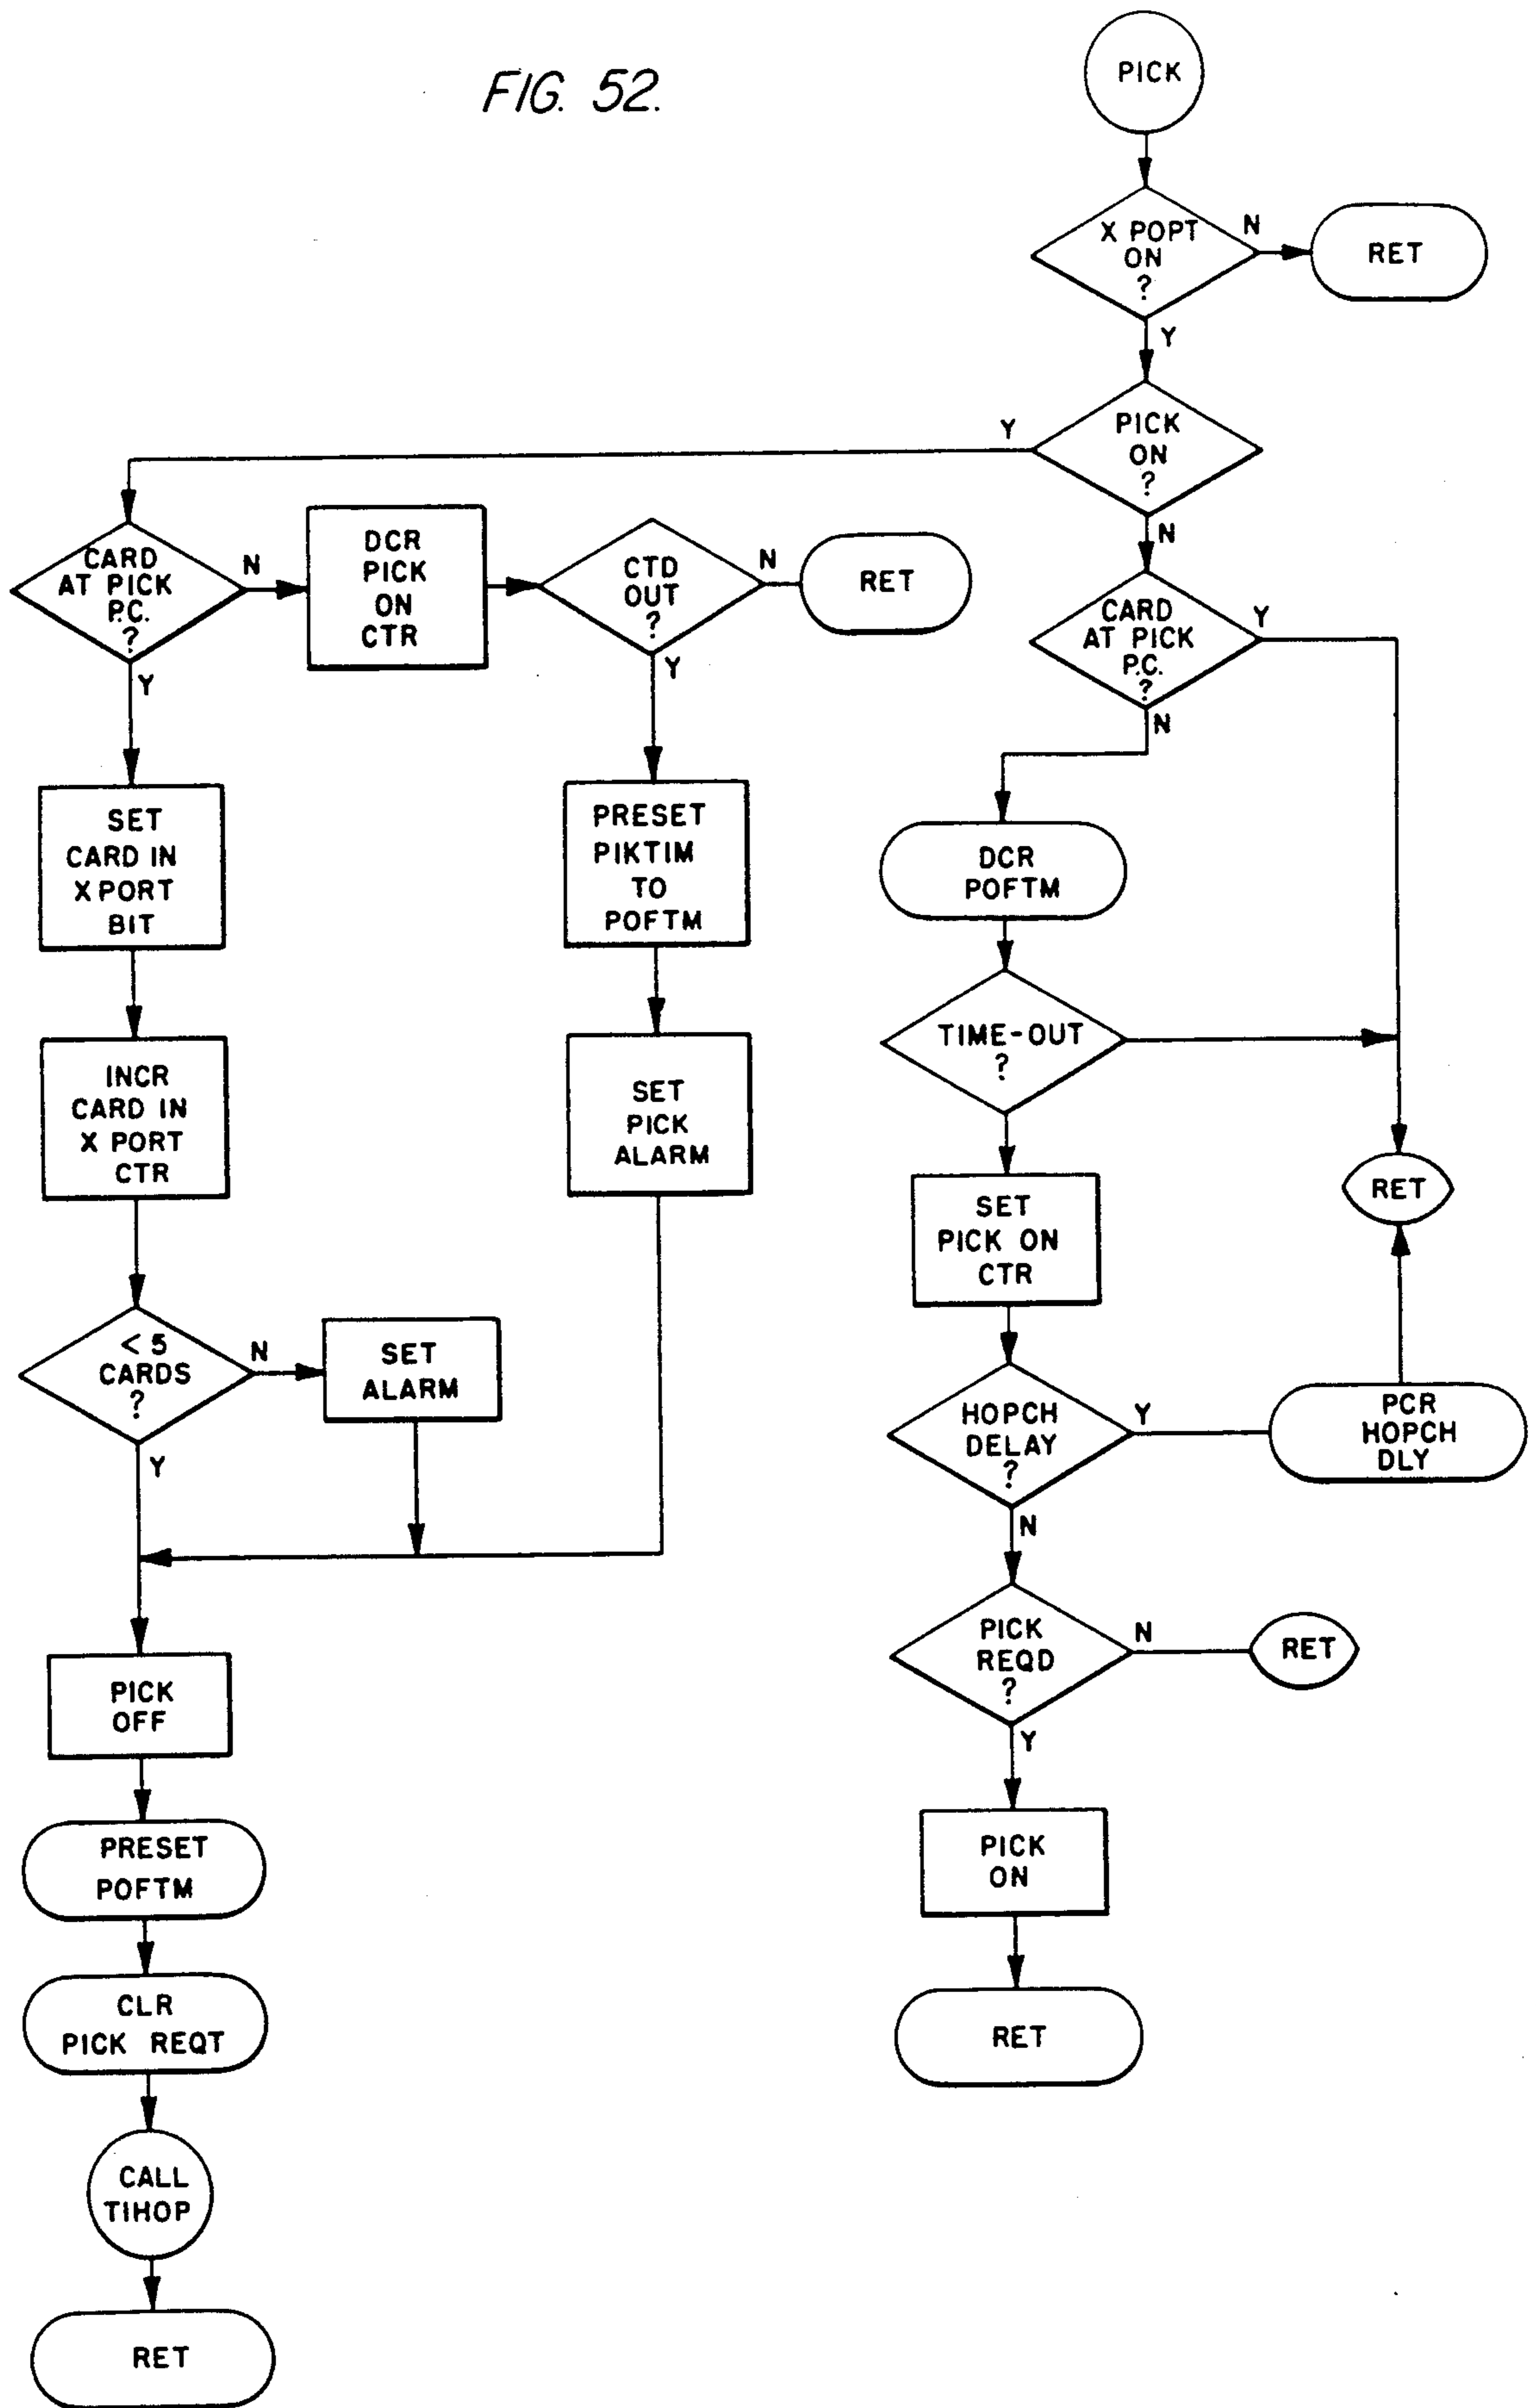 FIG. 52.
PICK
X POPT
ON
?
N
RET
Y
PICK
ON
?
Y
N
CARD
AT PICK
P.C.
?
N
Y
DCR
PICK
ON
CTR
CTD
OUT
?
N
RET
Y
SET
CARD IN
X PORT
BIT
PRESET
PIKTIM
TO
POFTM
INCR
CARD IN
X PORT
CTR
SET
PICK
ALARM
< 5
CARDS
?
N
SET
ALARM
Y
PICK
OFF
PRESET
POFTM
CLR
PICK REQT
CALL
TIHOP
RET
CARD
AT PICK
P.C.
?
Y
N
DCR
POFTM
TIME-OUT
?
RET
SET
PICK ON
CTR
HOPCH
DELAY
?
Y
PCR
HOPCH
DLY
N
PICK
REQD
?
N
RET
Y
PICK
ON
RET